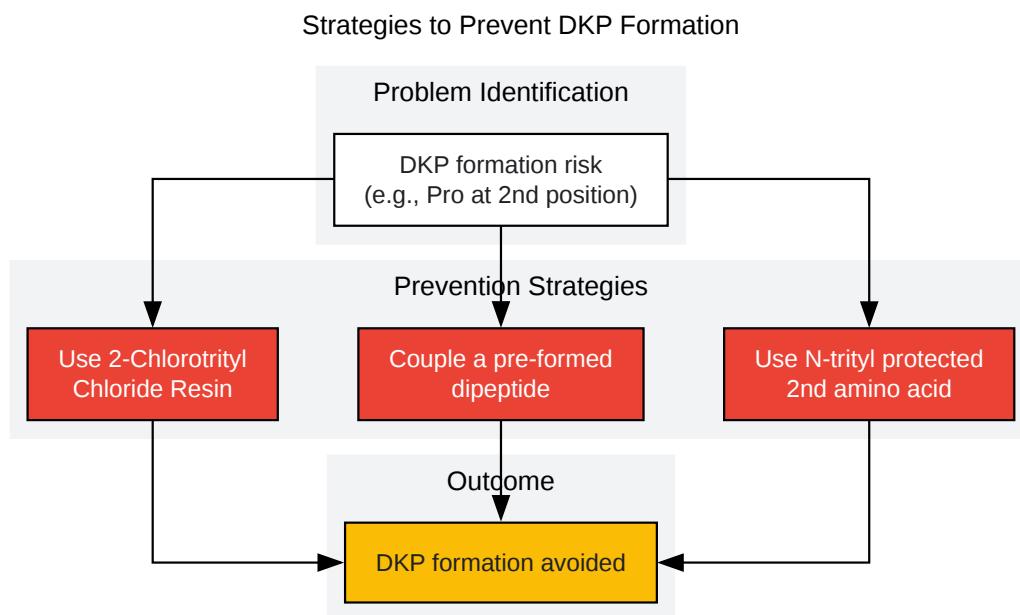 Strategies to Prevent DKP Formation
Problem Identification
DKP formation risk
(e.g., Pro at 2nd position)
Prevention Strategies
Use 2-Chlorotrityl
Chloride Resin
Couple a pre-formed
dipeptide
Use N-trityl protected
2nd amino acid
Outcome
DKP formation avoided